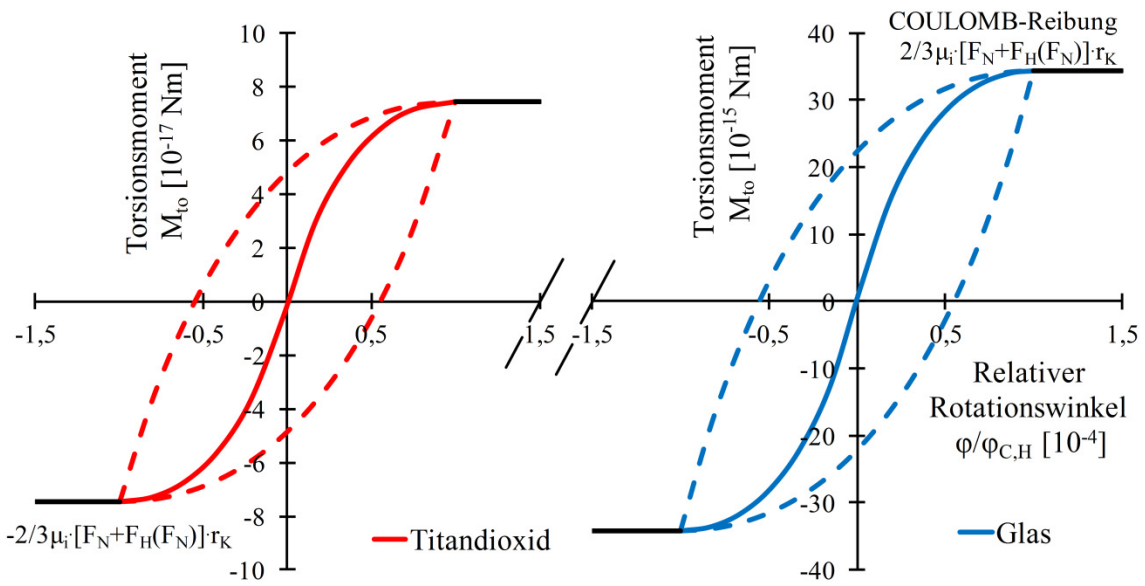 10
8
6
4
2
0
-2
-4
-6
-8
-10
-1,5
-0,5
0,5
1,5
Torsionsmoment
M_to [10^-17 Nm]
-2/3μ_i·[F_N+F_H(F_N)]·r_K
Titandioxid
40
30
20
10
0
-10
-20
-30
-40
-1,5
-0,5
0,5
1,5
Torsionsmoment
M_to [10^-15 Nm]
COULOMB-Reibung
2/3μ_i·[F_N+F_H(F_N)]·r_K
Relativer
Rotationswinkel
φ/φ_C,H [10^-4]
Glas